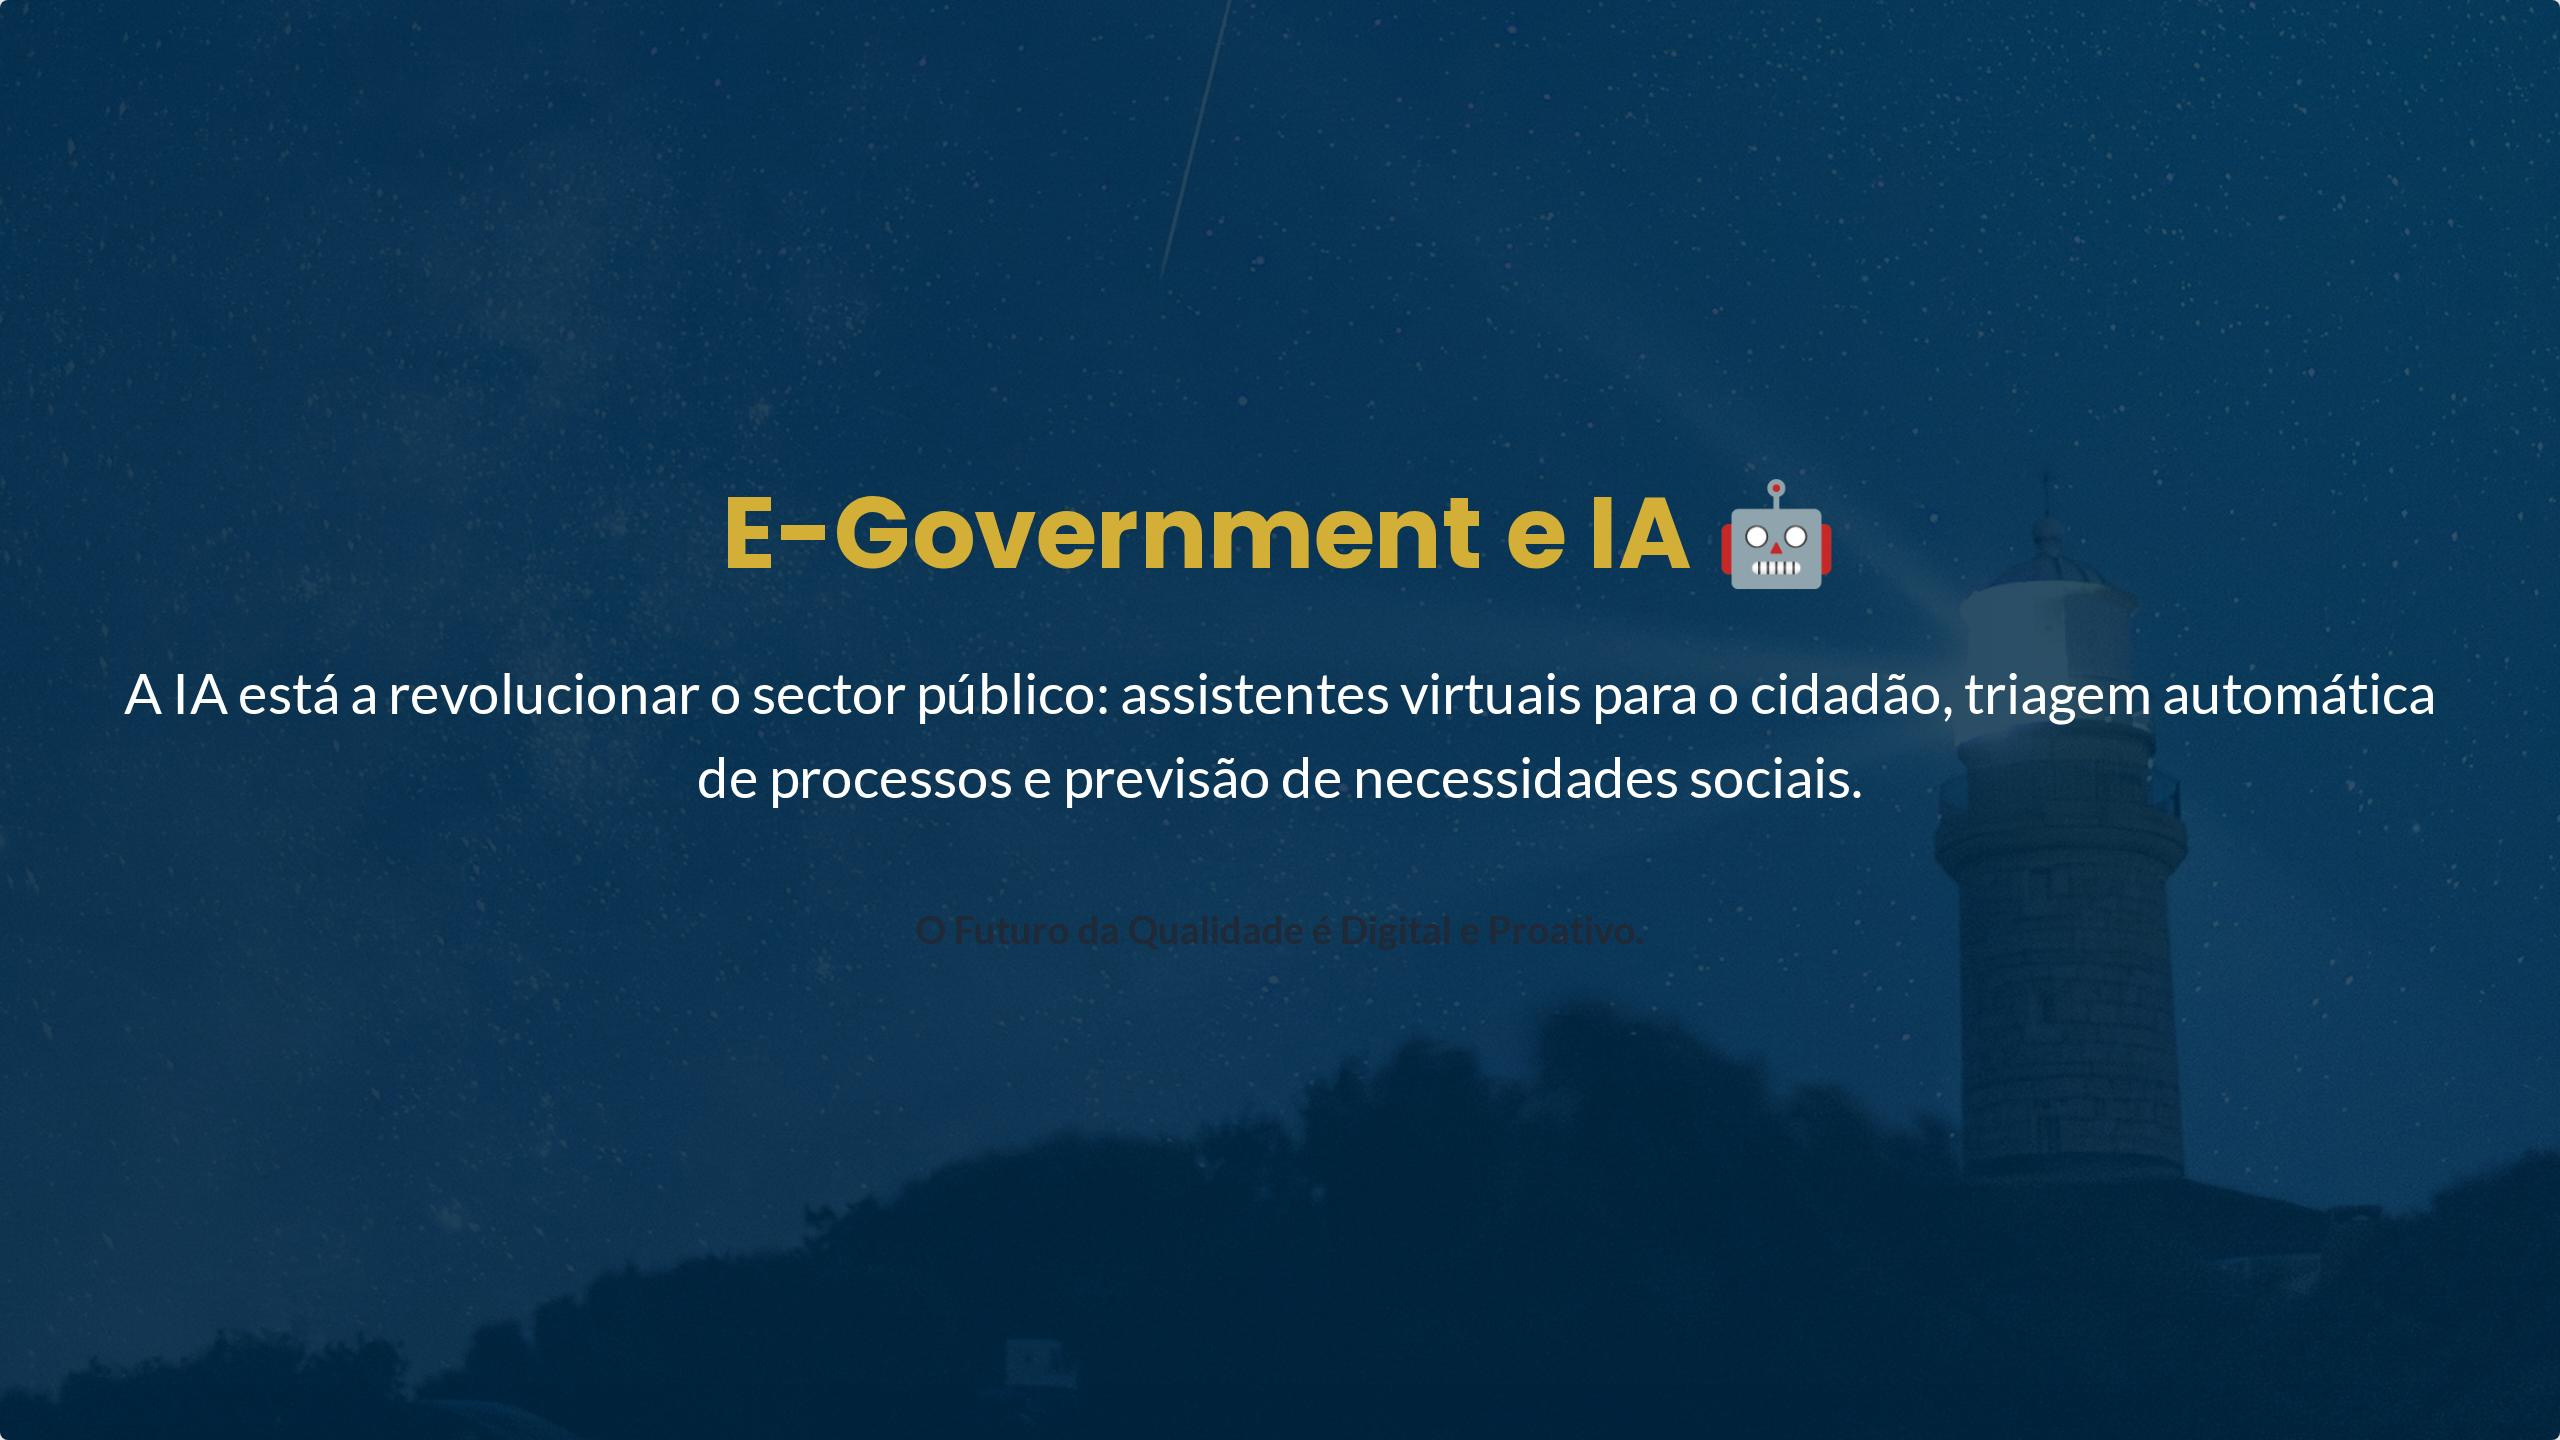 E-Government e IA 🤖
A IA está a revolucionar o sector público: assistentes virtuais para o cidadão, triagem automática
de processos e previsão de necessidades sociais.
O Futuro da Qualidade é Digital e Proativo.